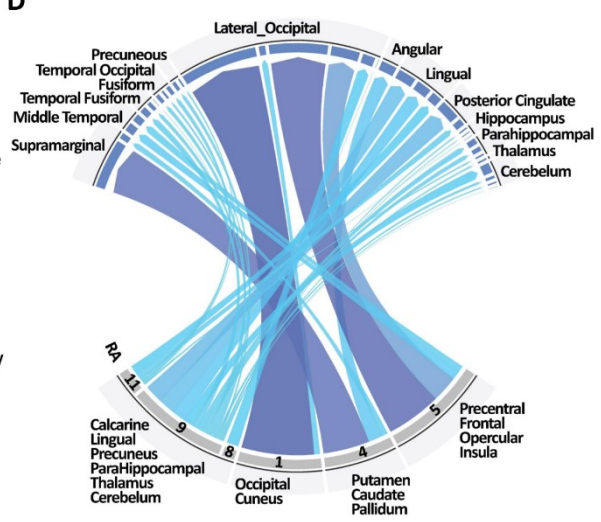 D
Lateral_Occipital
Precuneous
Temporal Occipital
Fusiform
Temporal Fusiform
Middle Temporal
Supramarginal
Angular
Lingual
Posterior Cingulate
Hippocampus
Parahippocampal
Thalamus
Cerebelum
RA
11
9
8
1
4
5
Calcarine
Lingual
Precuneus
ParaHippocampal
Thalamus
Cerebelum
Occipital
Cuneus
Putamen
Caudate
Pallidum
Precentral
Frontal
Opercular
Insula